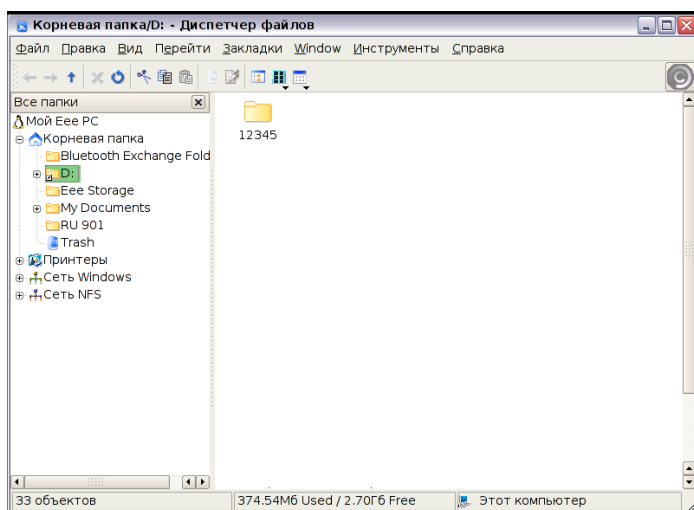 Корневая папка/D: - Диспетчер файлов
Файл Правка Вид Перейти Закладки Window Инструменты Справка
Все папки
Мой Eee PC
Корневая папка
Bluetooth Exchange Fold
D:
Eee Storage
My Documents
RU 901
Trash
Принтеры
Сеть Windows
Сеть NFS
12345
33 объектов
374.54Мб Used / 2.70Гб Free
Этот компьютер